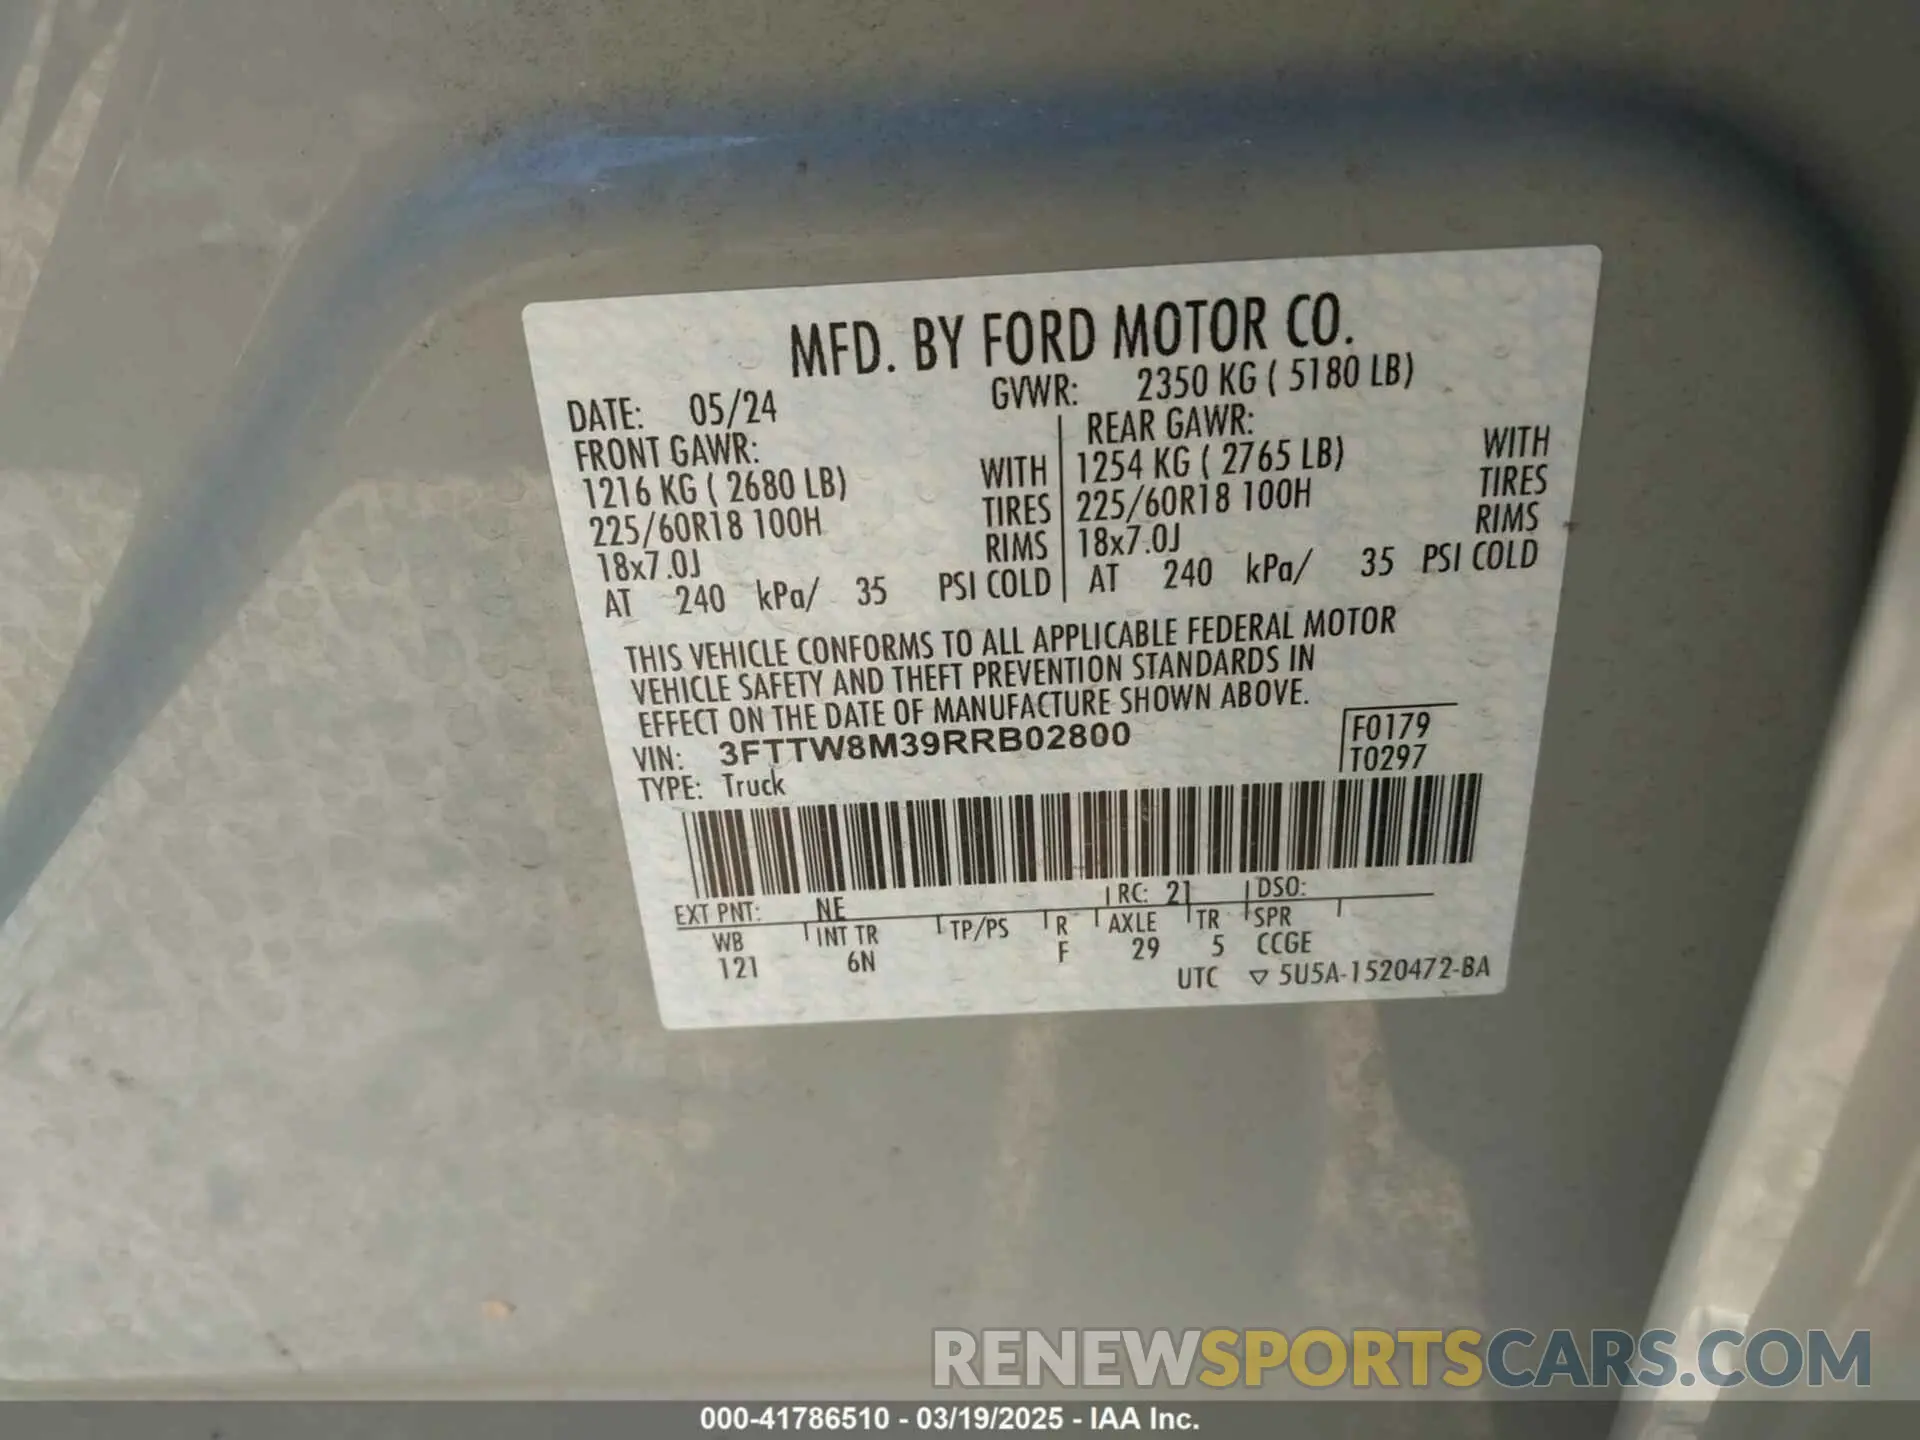 MFD. BY FORD MOTOR CO.
DATE: 05/24 GVWR: 2350 KG ( 5180 LB)
FRONT GAWR: REAR GAWR:
1216 KG ( 2680 LB) WITH 1254 KG ( 2765 LB) WITH
225/60R18 100H TIRES 225/60R18 100H TIRES
18x7.0J RIMS 18x7.0J RIMS
AT 240 kPa/ 35 PSI COLD AT 240 kPa/ 35 PSI COLD
THIS VEHICLE CONFORMS TO ALL APPLICABLE FEDERAL MOTOR
VEHICLE SAFETY AND THEFT PREVENTION STANDARDS IN
EFFECT ON THE DATE OF MANUFACTURE SHOWN ABOVE.
VIN: 3FTTW8M39RRB02800 F0179
TYPE: Truck T0297
EXT PNT: NE RC: 21 DSO:
WB INT TR TP/PS R AXLE TR SPR
121 6N F 29 5 CCGE
UTC ▽ 5U5A-1520472-BA
RENEWSPORTSCARS.COM
000-41786510 - 03/19/2025 - IAA Inc.